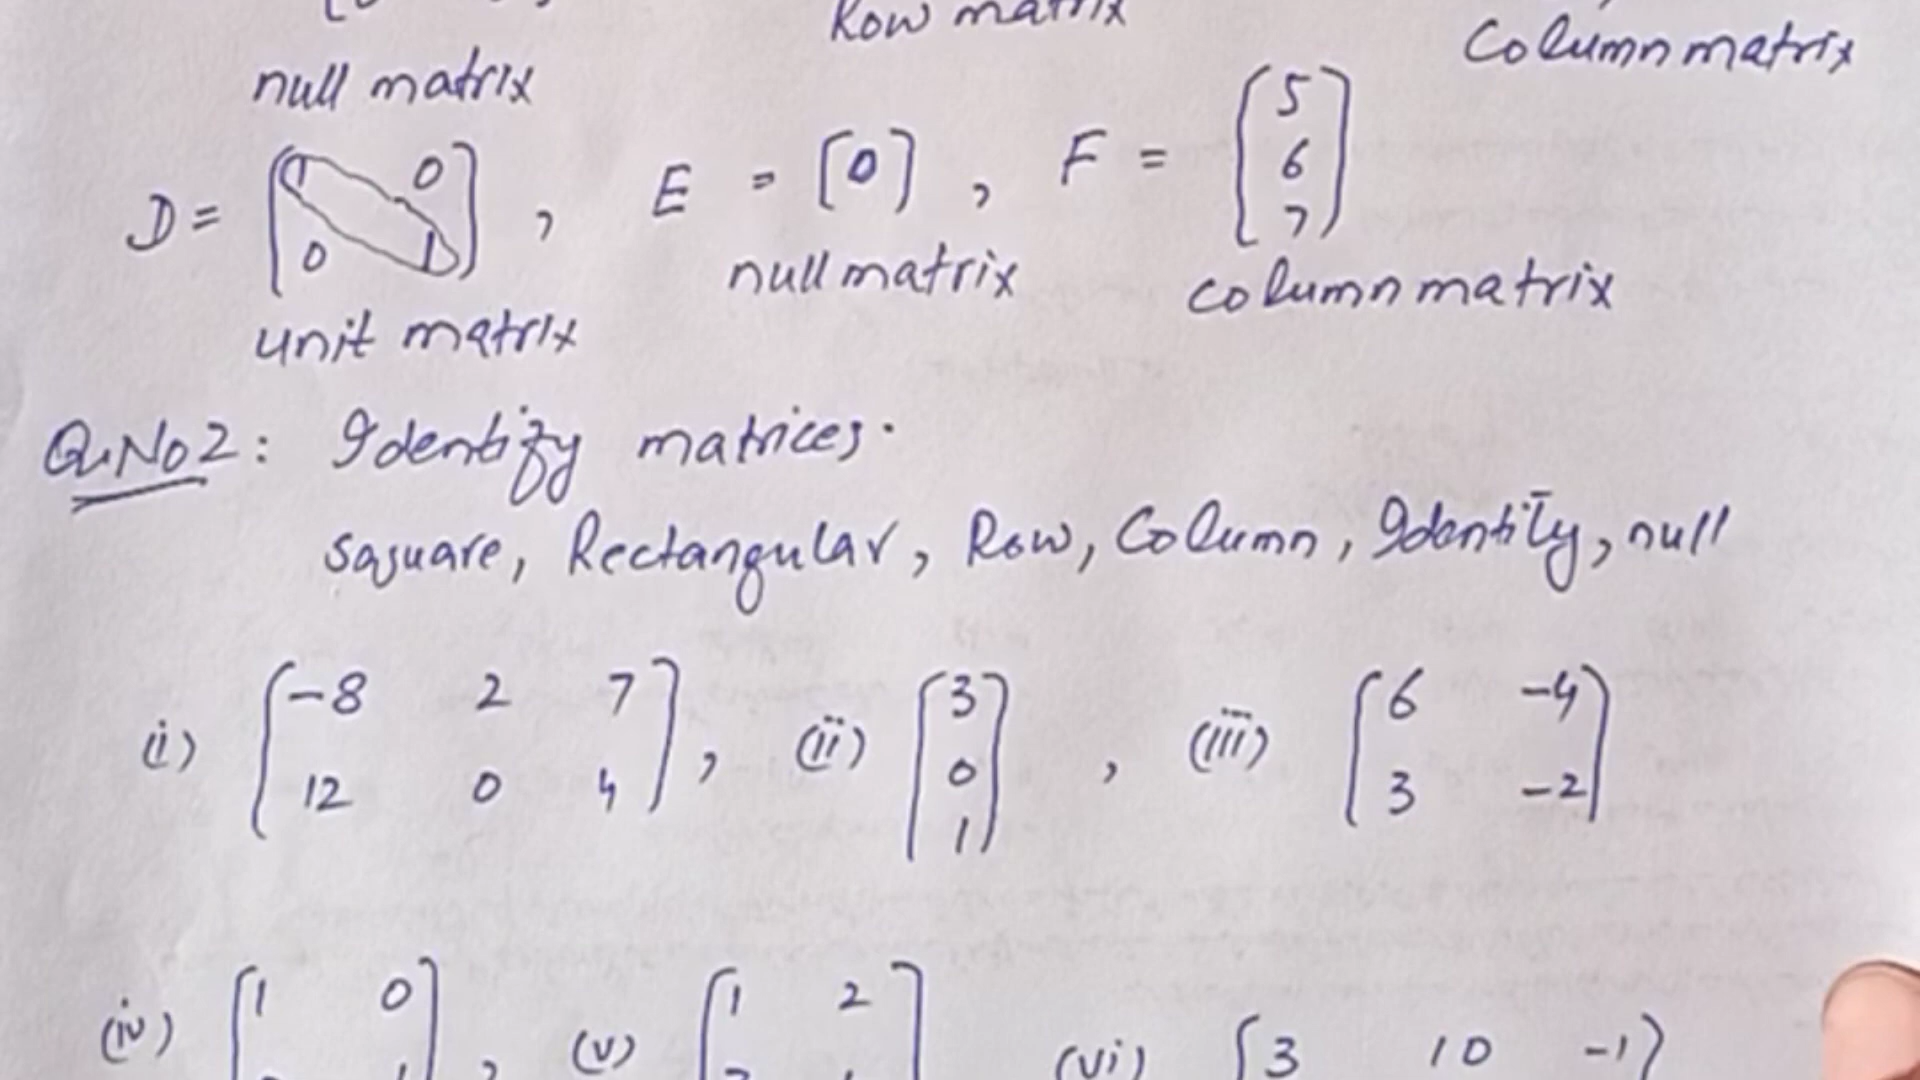 Row matrix
Column matrix
null matrix
D = [1 0
0 1] , E = [0] , F = [5
6
7]
null matrix
column matrix
unit matrix
Q.No2: Identify matrices.
sqsuare, Rectangular, Row, Column, Identity, null
(i) [-8 2 7
12 0 4] , (ii) [3
0
1] , (iii) [6 -4
3 -2]
(iv) [1 0] , (v) [1 2] (vi) [3 10 -1]